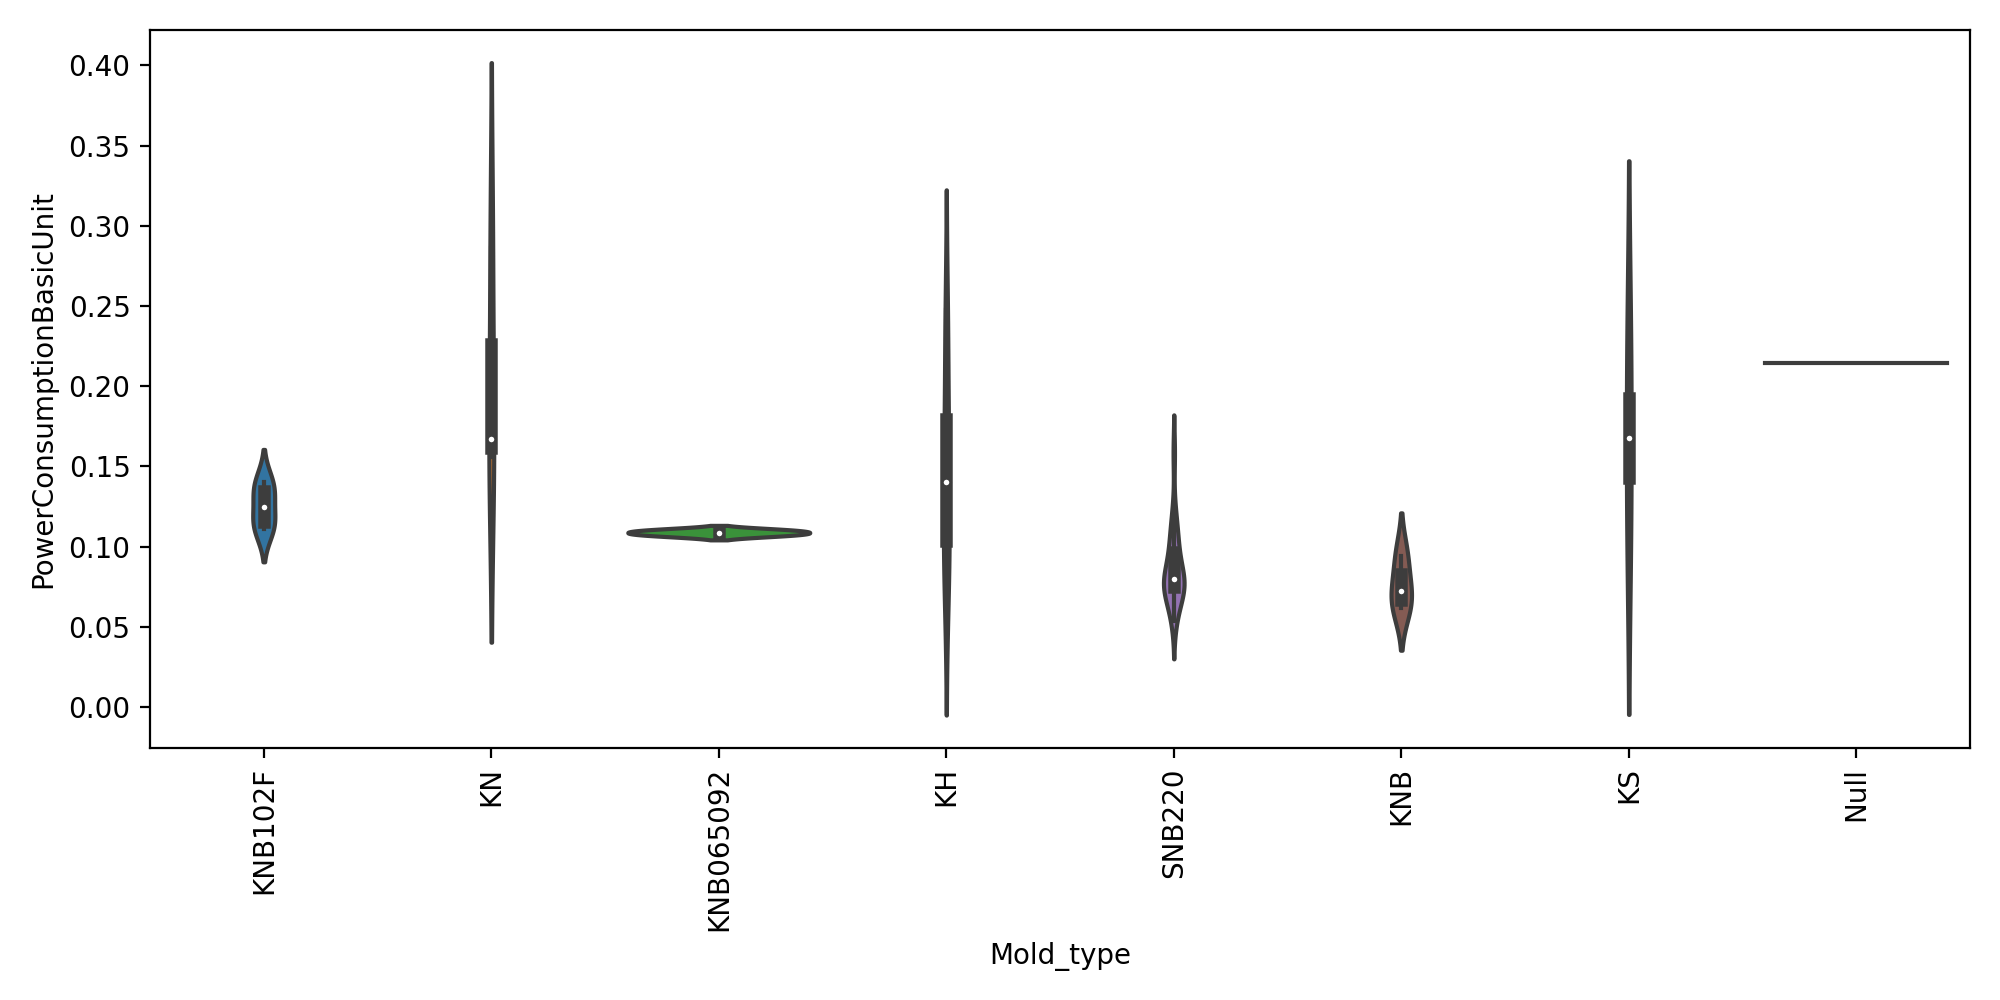 PowerConsumptionBasicUnit
0.40
0.35
0.30
0.25
0.20
0.15
0.10
0.05
0.00
KNB102F
KN
KNB065092
KH
SNB220
KNB
KS
Null
Mold_type